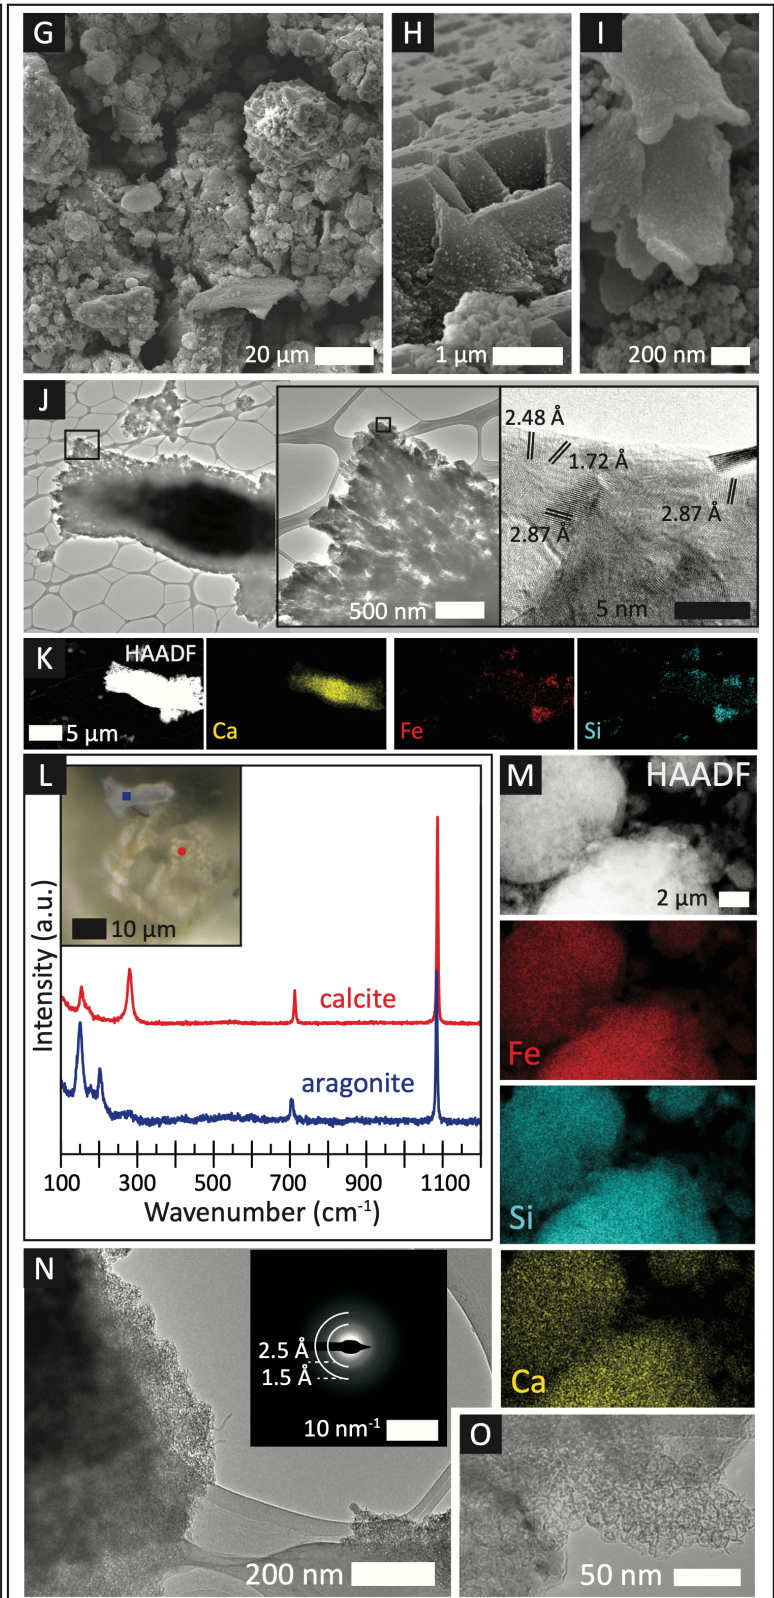 G
20 µm
H
1 µm
I
200 nm
J
500 nm
2.48 Å
1.72 Å
2.87 Å
2.87 Å
5 nm
K
HAADF
5 µm
Ca
Fe
Si
L
10 µm
Intensity (a.u.)
calcite
aragonite
100 300 500 700 900 1100
Wavenumber (cm⁻¹)
M
HAADF
2 µm
Fe
Si
Ca
N
2.5 Å
1.5 Å
10 nm⁻¹
200 nm
O
50 nm